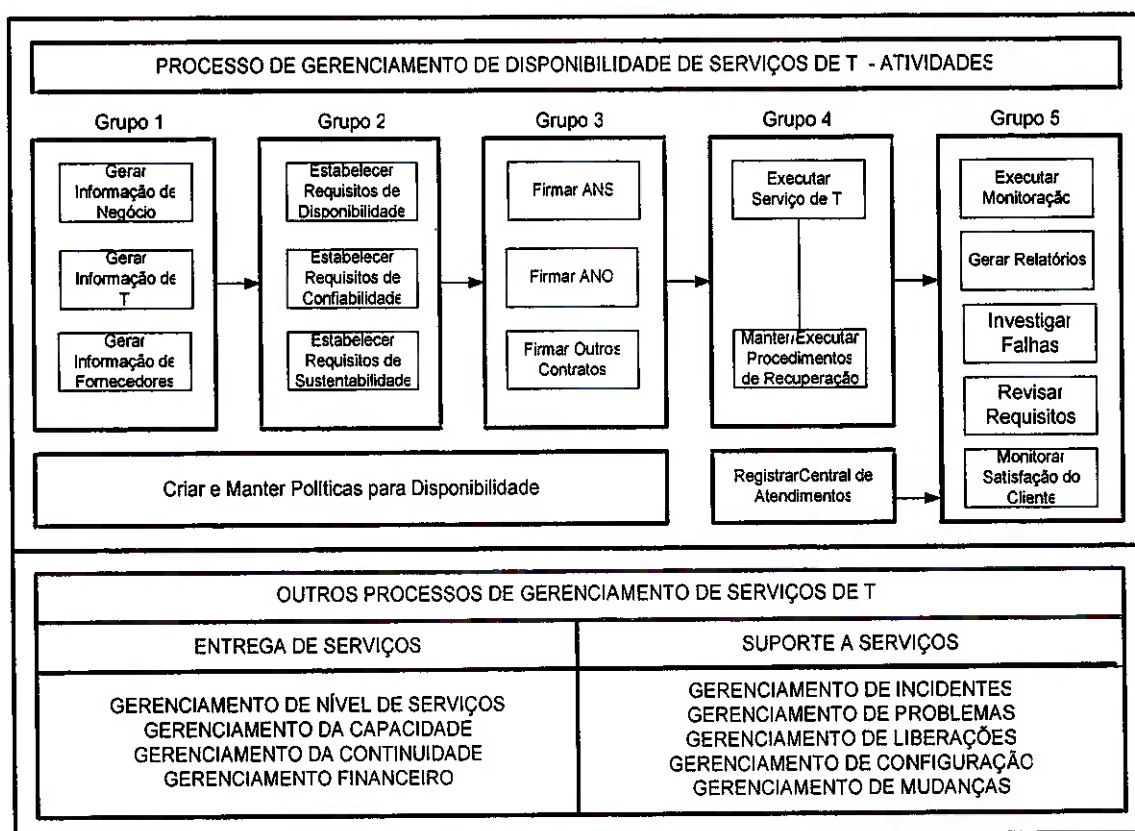 PROCESSO DE GERENCIAMENTO DE DISPONIBILIDADE DE SERVIÇOS DE T - ATIVIDADES
Grupo 1
Gerar
Informação de
Negócio
Gerar
Informação de
T
Gerar
Informação de
Fornecedores
Grupo 2
Estabelecer
Requisitos de
Disponibilidade
Estabelecer
Requisitos de
Confiabilidade
Estabelecer
Requisitos de
Sustentabilidade
Grupo 3
Firmar ANS
Firmar ANO
Firmar Outros
Contratos
Grupo 4
Executar
Serviço de T
Manter/Executar
Procedimentos
de Recuperação
Grupo 5
Executar
Monitoração
Gerar Relatórios
Investigar
Falhas
Revisar
Requisitos
Monitorar
Satisfação do
Cliente
Criar e Manter Políticas para Disponibilidade
RegistrarCentral de
Atendimentos
OUTROS PROCESSOS DE GERENCIAMENTO DE SERVIÇOS DE T
ENTREGA DE SERVIÇOS
GERENCIAMENTO DE NÍVEL DE SERVIÇOS
GERENCIAMENTO DA CAPACIDADE
GERENCIAMENTO DA CONTINUIDADE
GERENCIAMENTO FINANCEIRO
SUPORTE A SERVIÇOS
GERENCIAMENTO DE INCIDENTES
GERENCIAMENTO DE PROBLEMAS
GERENCIAMENTO DE LIBERAÇÕES
GERENCIAMENTO DE CONFIGURAÇÃO
GERENCIAMENTO DE MUDANÇAS